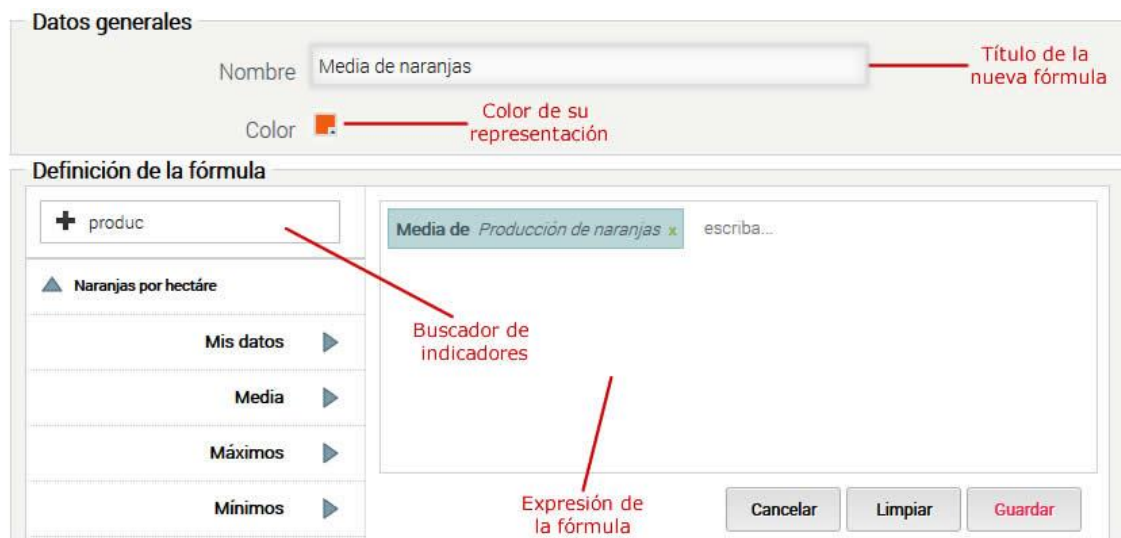 Datos generales
Nombre
Media de naranjas
Título de la
nueva fórmula
Color
Color de su
representación
Definición de la fórmula
produc
Media de Producción de naranjas x
escriba...
Naranjas por hectáre
Mis datos
Media
Máximos
Mínimos
Buscador de
indicadores
Expresión de
la fórmula
Cancelar
Limpiar
Guardar